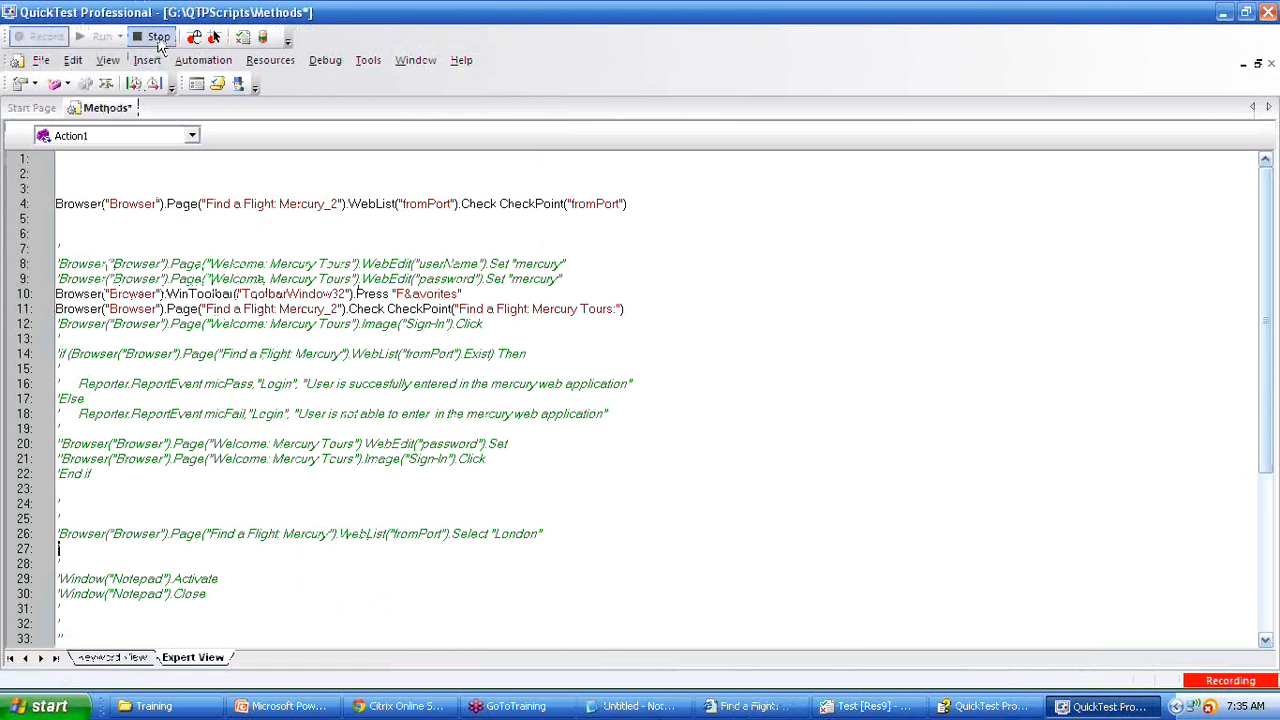 QuickTest Professional - [G:\QTPScripts\Methods*]
Record Run Stop
File Edit View Insert Automation Resources Debug Tools Window Help
Start Page Methods*
Action1
1:
2:
3:
4: Browser("Browser").Page("Find a Flight: Mercury_2").WebList("fromPort").Check CheckPoint("fromPort")
5:
6:
7: '
8: 'Browser("Browser").Page("Welcome: Mercury Tours").WebEdit("userName").Set "mercury"
9: 'Browser("Browser").Page("Welcome: Mercury Tours").WebEdit("password").Set "mercury"
10: Browser("Browser").WinToolbar("ToolbarWindow32").Press "F&avorites"
11: Browser("Browser").Page("Find a Flight: Mercury_2").Check CheckPoint("Find a Flight: Mercury Tours:")
12: 'Browser("Browser").Page("Welcome: Mercury Tours").Image("Sign-In").Click
13: '
14: 'if (Browser("Browser").Page("Find a Flight: Mercury").WebList("fromPort").Exist) Then
15: '
16: ' Reporter.ReportEvent micPass,"Login", "User is succesfully entered in the mercury web application"
17: 'Else
18: ' Reporter.ReportEvent micFail,"Login", "User is not able to enter in the mercury web application"
19: '
20: ''Browser("Browser").Page("Welcome: Mercury Tours").WebEdit("password").Set
21: ''Browser("Browser").Page("Welcome: Mercury Tours").Image("Sign-In").Click
22: 'End if
23:
24: '
25: '
26: 'Browser("Browser").Page("Find a Flight: Mercury").WebList("fromPort").Select "London"
27:
28: '
29: 'Window("Notepad").Activate
30: 'Window("Notepad").Close
31: '
32: '
33: ''
Keyword View Expert View
Recording
start Training Microsoft Pow... Citrix Online S... GoToTraining Untitled - Not... Find a Flight:... Test [Res9] - ... QuickTest Pro... QuickTest Pro... 7:35 AM